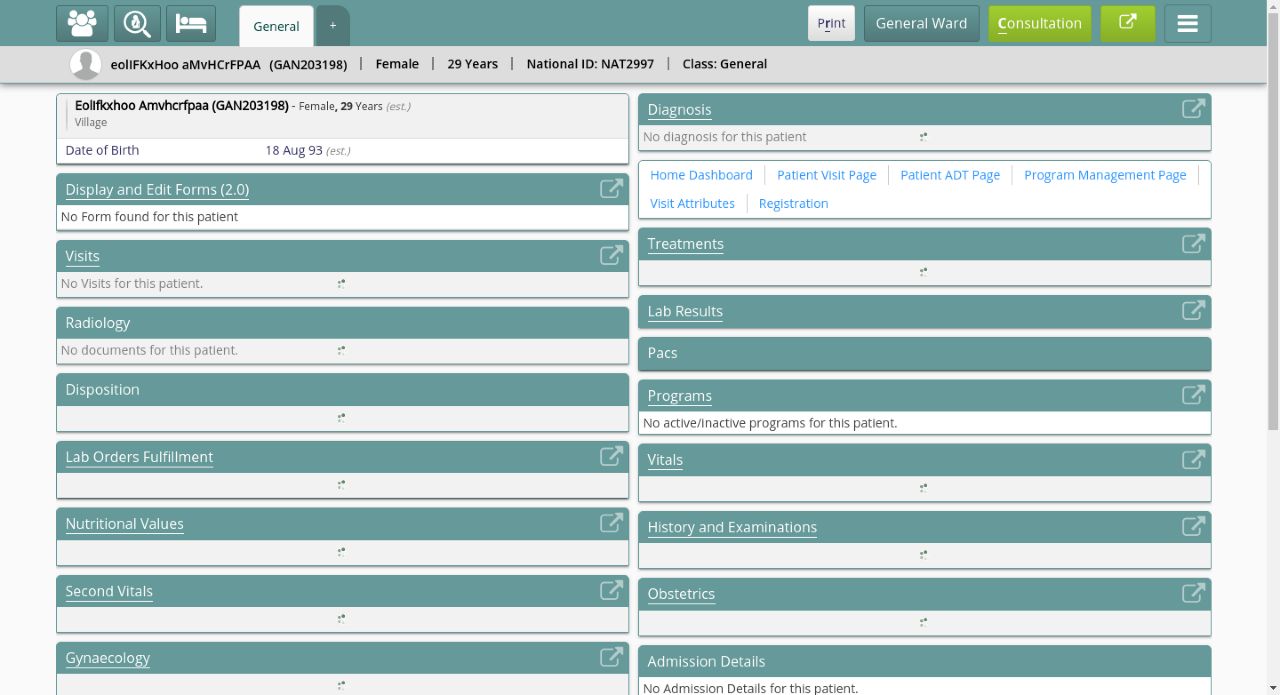 General
+
Print
General Ward
Consultation
eolIFKxHoo aMvHCrFPAA (GAN203198) | Female | 29 Years | National ID: NAT2997 | Class: General
Eolifkxhoo Amvhcrfpaa (GAN203198) - Female, 29 Years (est.)
Village
Date of Birth 18 Aug 93 (est.)
Display and Edit Forms (2.0)
No Form found for this patient
Visits
No Visits for this patient.
Radiology
No documents for this patient.
Disposition
Lab Orders Fulfillment
Nutritional Values
Second Vitals
Gynaecology
Diagnosis
No diagnosis for this patient
Home Dashboard | Patient Visit Page | Patient ADT Page | Program Management Page |
Visit Attributes | Registration
Treatments
Lab Results
Pacs
Programs
No active/inactive programs for this patient.
Vitals
History and Examinations
Obstetrics
Admission Details
No Admission Details for this patient.